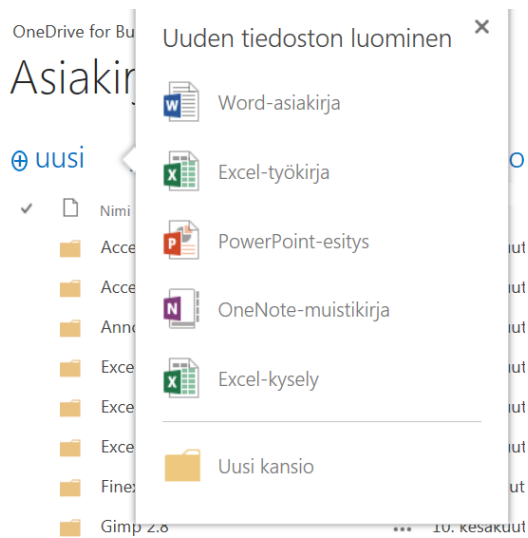 OneDrive for Bu
Uuden tiedoston luominen
Asiakir
Word-asiakirja
uusi
Excel-työkirja
Nimi
PowerPoint-esitys
Acce
Acce
OneNote-muistikirja
Anno
Excel-kysely
Exce
Exce
Exce
Uusi kansio
Finex
Gimp 2.8
10. kesäkuut